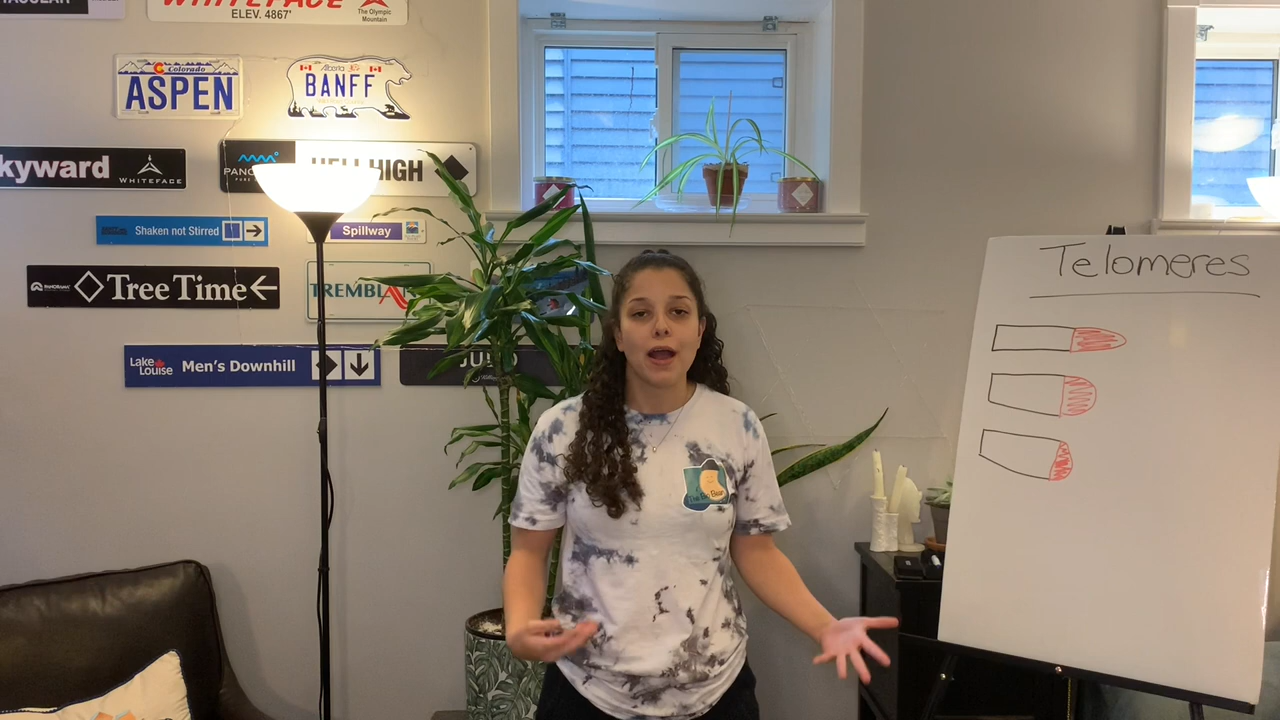 WHITEFACE
ELEV. 4867'
The Olympic
Mountain
Colorado
ASPEN
Alberta
BANFF
kyward
WHITEFACE
HIGH
Shaken not Stirred
Spillway
Tree Time
TREMBLA
Lake
Louise
Men's Downhill
Telomeres